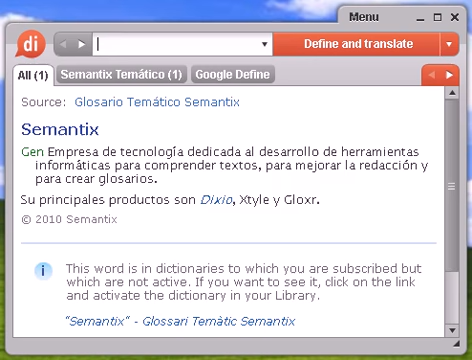 Menu
di
Define and translate
All (1)
Semantix Temático (1)
Google Define
Source: Glosario Temático Semantix
Semantix
Gen Empresa de tecnología dedicada al desarrollo de herramientas
informáticas para comprender textos, para mejorar la redacción y
para crear glosarios.
Su principales productos son Dixio, Xtyle y Gloxr.
© 2010 Semantix
i
This word is in dictionaries to which you are subscribed but
which are not active. If you want to see it, click on the link
and activate the dictionary in your Library.
"Semantix" - Glossari Temàtic Semantix